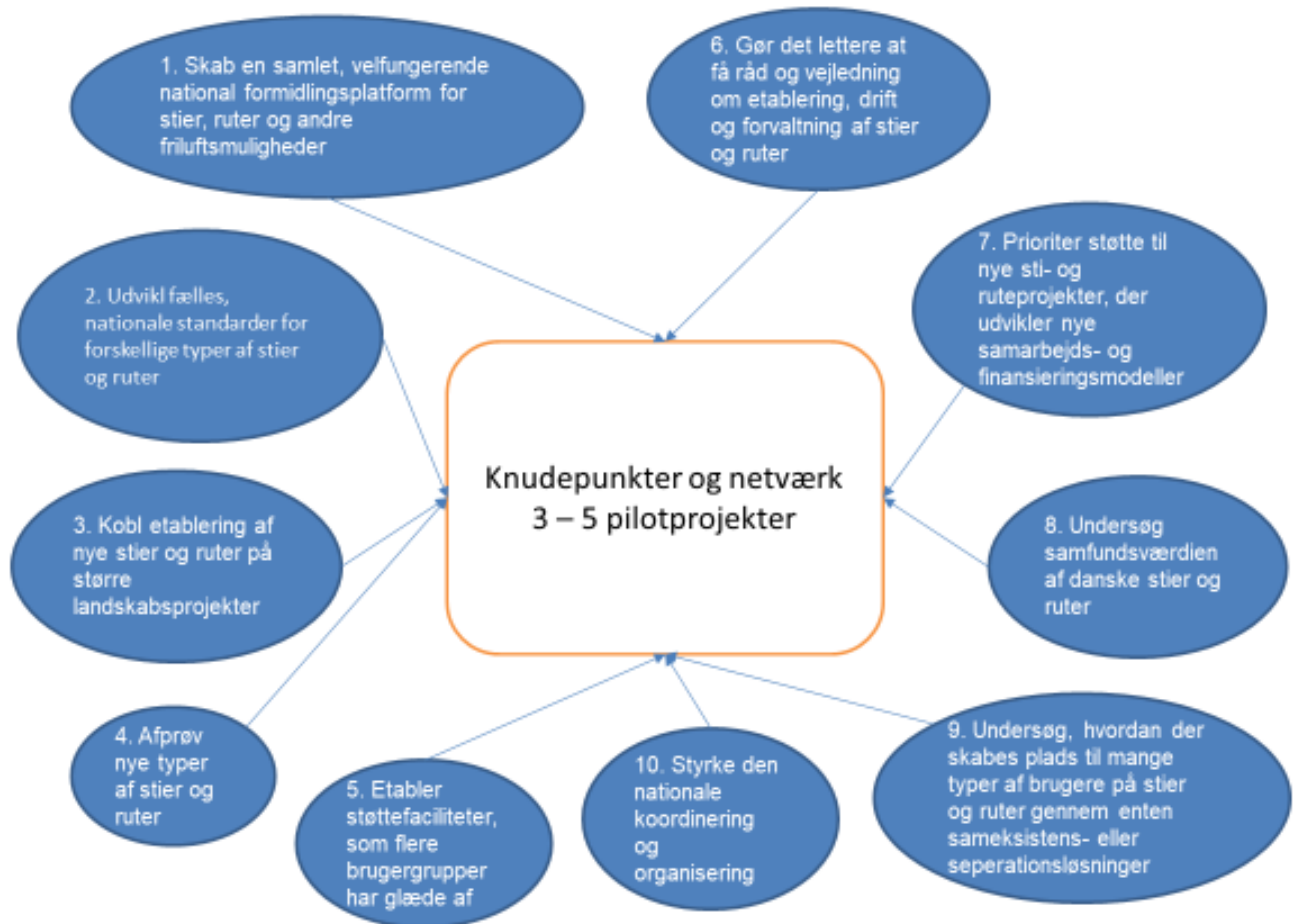 1. Skab en samlet, velfungerende
national formidlingsplatform for
stier, ruter og andre
friluftsmuligheder
2. Udvikl fælles,
nationale standarder for
forskellige typer af stier
og ruter
3. Kobl etablering af
nye stier og ruter på
større
landskabsprojekter
4. Afprøv
nye typer
af stier og
ruter
5. Etabler
støttefaciliteter,
som flere
brugergrupper
har glæde af
6. Gør det lettere at
få råd og vejledning
om etablering, drift
og forvaltning af stier
og ruter
7. Prioriter støtte til
nye sti- og
ruteprojekter, der
udvikler nye
samarbejds- og
finansieringsmodeller
8. Undersøg
samfundsværdien
af danske stier og
ruter
9. Undersøg, hvordan der
skabes plads til mange
typer af brugere på stier
og ruter gennem enten
sameksistens- eller
seperationsløsninger
10. Styrke den
nationale
koordinering
og
organisering
Knudepunkter og netværk
3 – 5 pilotprojekter